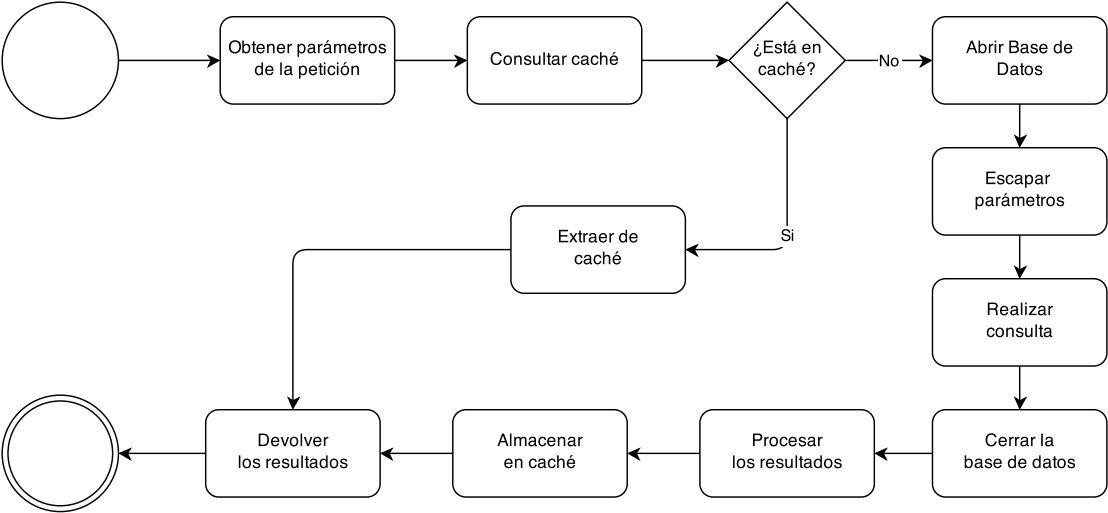 Obtener parámetros
de la petición
Consultar caché
¿Está en
caché?
No
Abrir Base de
Datos
Escapar
parámetros
Si
Extraer de
caché
Realizar
consulta
Cerrar la
base de datos
Procesar
los resultados
Almacenar
en caché
Devolver
los resultados